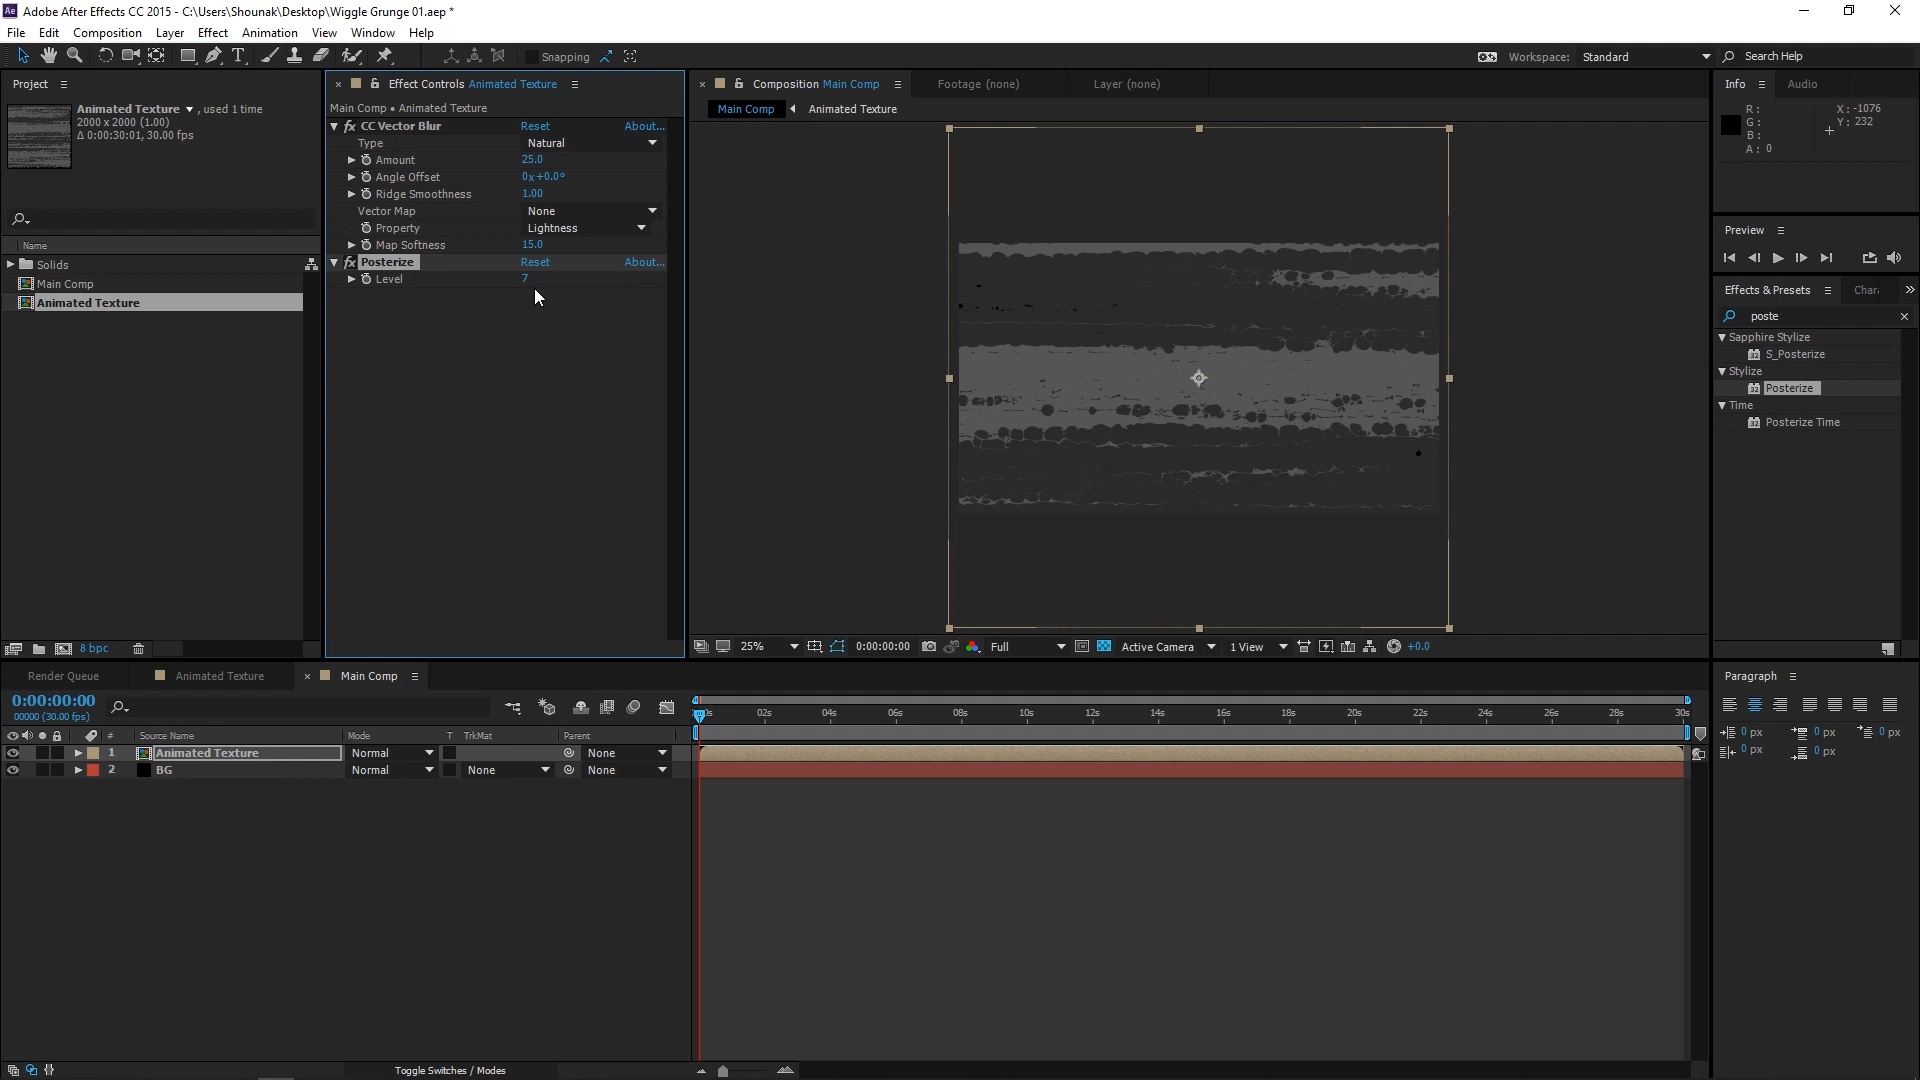 Adobe After Effects CC 2015 - C:\Users\Shounak\Desktop\Wiggle Grunge 01.aep *
File Edit Composition Layer Effect Animation View Window Help
Snapping
Workspace: Standard
Search Help
Project
Animated Texture , used 1 time
2000 x 2000 (1.00)
Δ 0:00:30:01, 30.00 fps
Name
Solids
Main Comp
Animated Texture
8 bpc
Effect Controls Animated Texture
Main Comp • Animated Texture
fx CC Vector Blur Reset About...
Type Natural
Amount 25.0
Angle Offset 0x+0.0°
Ridge Smoothness 1.00
Vector Map None
Property Lightness
Map Softness 15.0
fx Posterize Reset About...
Level 7
Composition Main Comp
Footage (none)
Layer (none)
Main Comp Animated Texture
25% 0:00:00:00 Full Active Camera 1 View +0.0
Info Audio
R: X: -1076
G: Y: 232
B:
A: 0
Preview
Effects & Presets Chara
poste
Sapphire Stylize
S_Posterize
Stylize
Posterize
Time
Posterize Time
Paragraph
0 px 0 px 0 px
0 px 0 px
Render Queue Animated Texture Main Comp
0:00:00:00
00000 (30.00 fps)
# Source Name Mode T TrkMat Parent
1 Animated Texture Normal None
2 BG Normal None None
02s 04s 06s 08s 10s 12s 14s 16s 18s 20s 22s 24s 26s 28s 30s
Toggle Switches / Modes